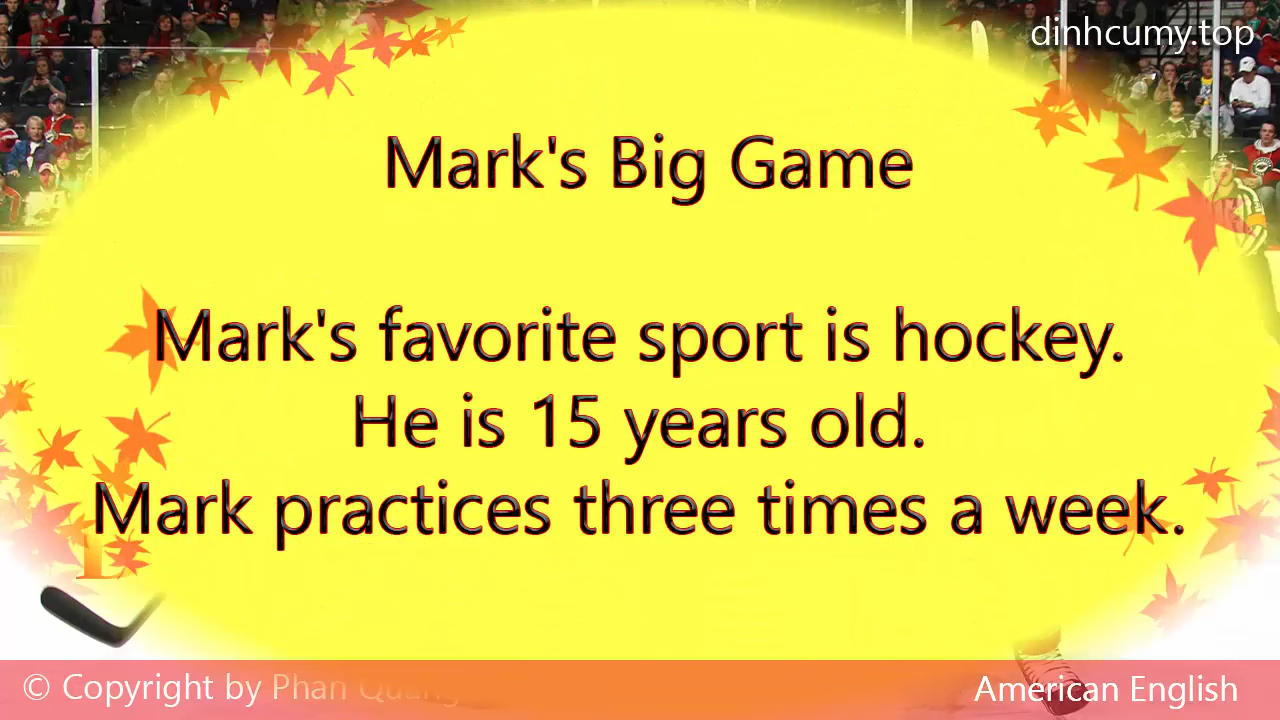 dinhcumy.top
Mark's Big Game
Mark's favorite sport is hockey.
He is 15 years old.
Mark practices three times a week.
© Copyright by Phan Quang
American English